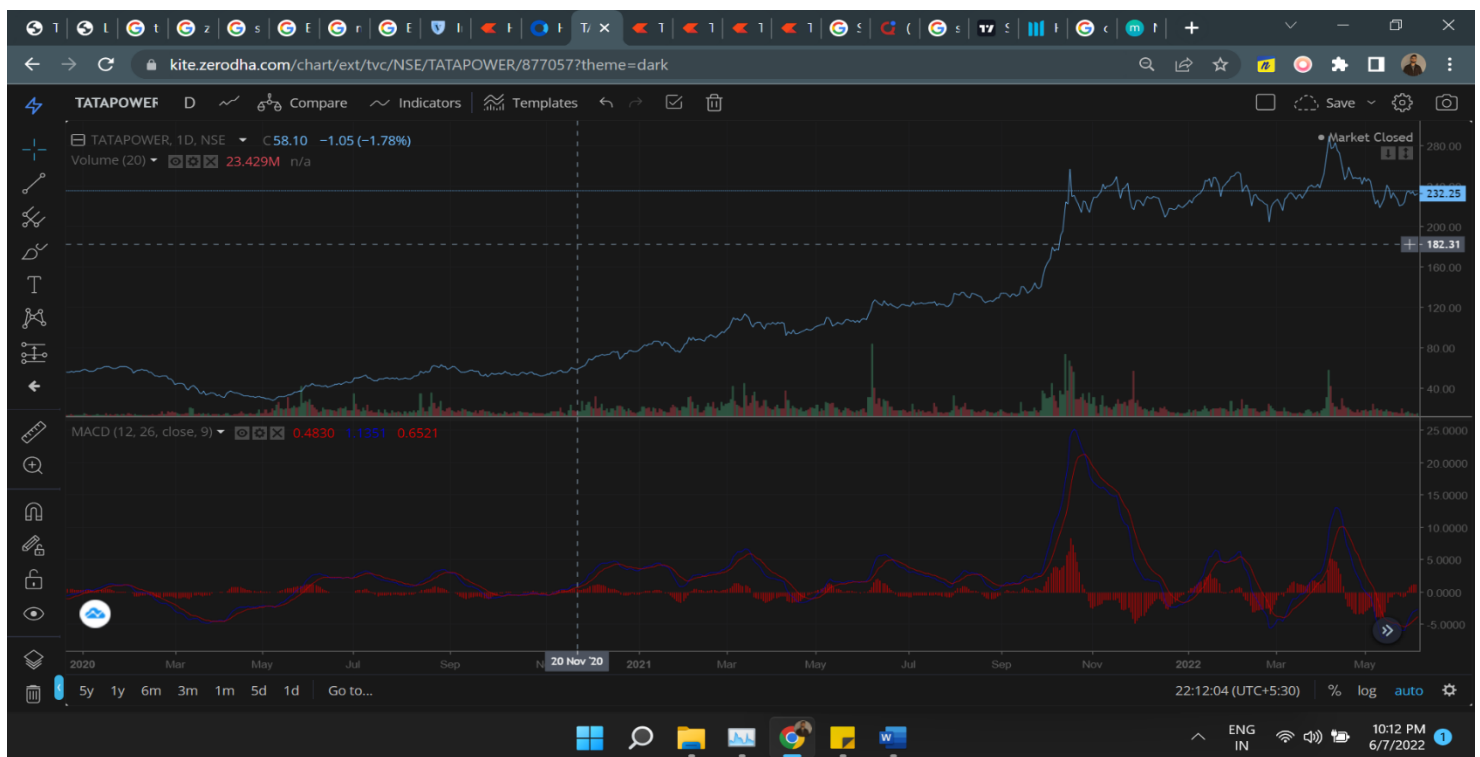 kite.zerodha.com/chart/ext/tvc/NSE/TATAPOWER/877057?theme=dark
TATAPOWER D Compare Indicators Templates Save
TATAPOWER, 1D, NSE C58.10 −1.05 (−1.78%)
Market Closed
Volume (20) 23.429M n/a
280.00
232.25
200.00
182.31
160.00
120.00
80.00
40.00
MACD (12, 26, close, 9) 0.4830 0.6521
25.0000
20.0000
15.0000
10.0000
5.0000
0.0000
-5.0000
2020 Mar May Jul Sep 20 Nov '20 2021 Mar May Jul Sep Nov 2022 Mar May
5y 1y 6m 3m 1m 5d 1d Go to... 22:12:04 (UTC+5:30) % log auto
ENG
IN
10:12 PM
6/7/2022
1